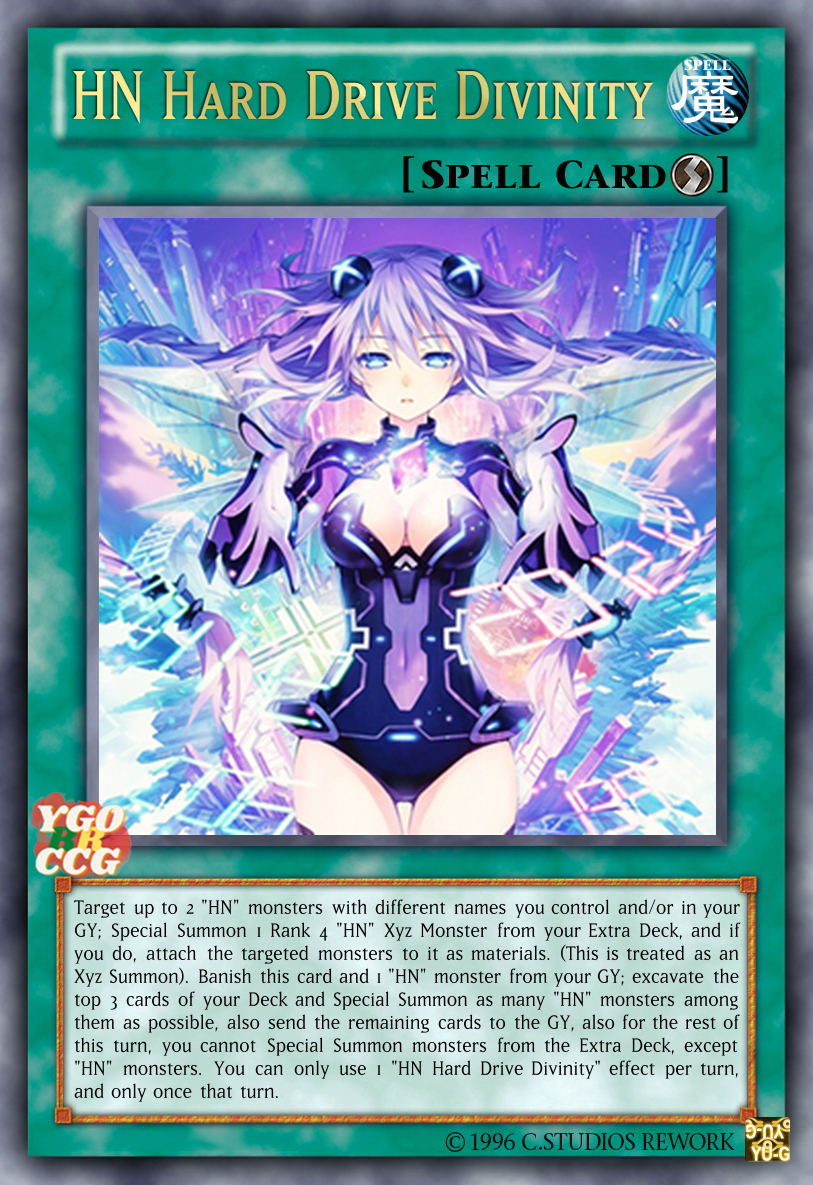 HN Hard Drive Divinity
SPELL
魔
[Spell Card]
YGO
RR
CCG
Target up to 2 "HN" monsters with different names you control and/or in your
GY; Special Summon 1 Rank 4 "HN" Xyz Monster from your Extra Deck, and if
you do, attach the targeted monsters to it as materials. (This is treated as an
Xyz Summon). Banish this card and 1 "HN" monster from your GY; excavate the
top 3 cards of your Deck and Special Summon as many "HN" monsters among
them as possible, also send the remaining cards to the GY, also for the rest of
this turn, you cannot Special Summon monsters from the Extra Deck, except
"HN" monsters. You can only use 1 "HN Hard Drive Divinity" effect per turn,
and only once that turn.
© 1996 C.STUDIOS REWORK
YU-G